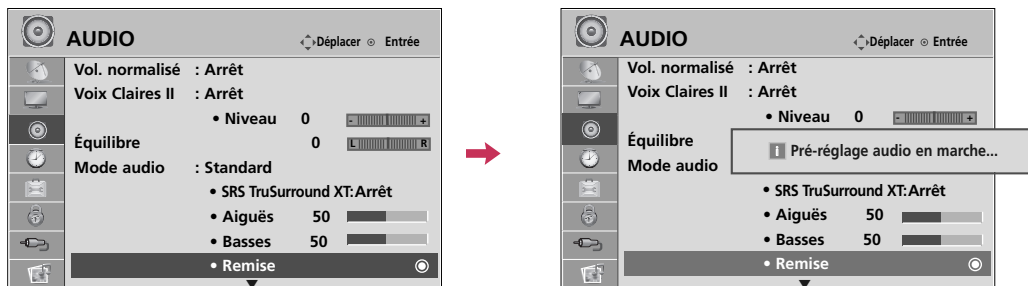 AUDIO
Déplacer
Entrée
Vol. normalisé : Arrêt
Voix Claires II : Arrêt
• Niveau 0 - +
Équilibre 0 L R
Mode audio : Standard
• SRS TruSurround XT:Arrêt
• Aiguës 50
• Basses 50
• Remise
AUDIO
Déplacer
Entrée
Vol. normalisé : Arrêt
Voix Claires II : Arrêt
• Niveau 0 - +
Équilibre
Mode audio
i Pré-réglage audio en marche...
• SRS TruSurround XT:Arrêt
• Aiguës 50
• Basses 50
• Remise